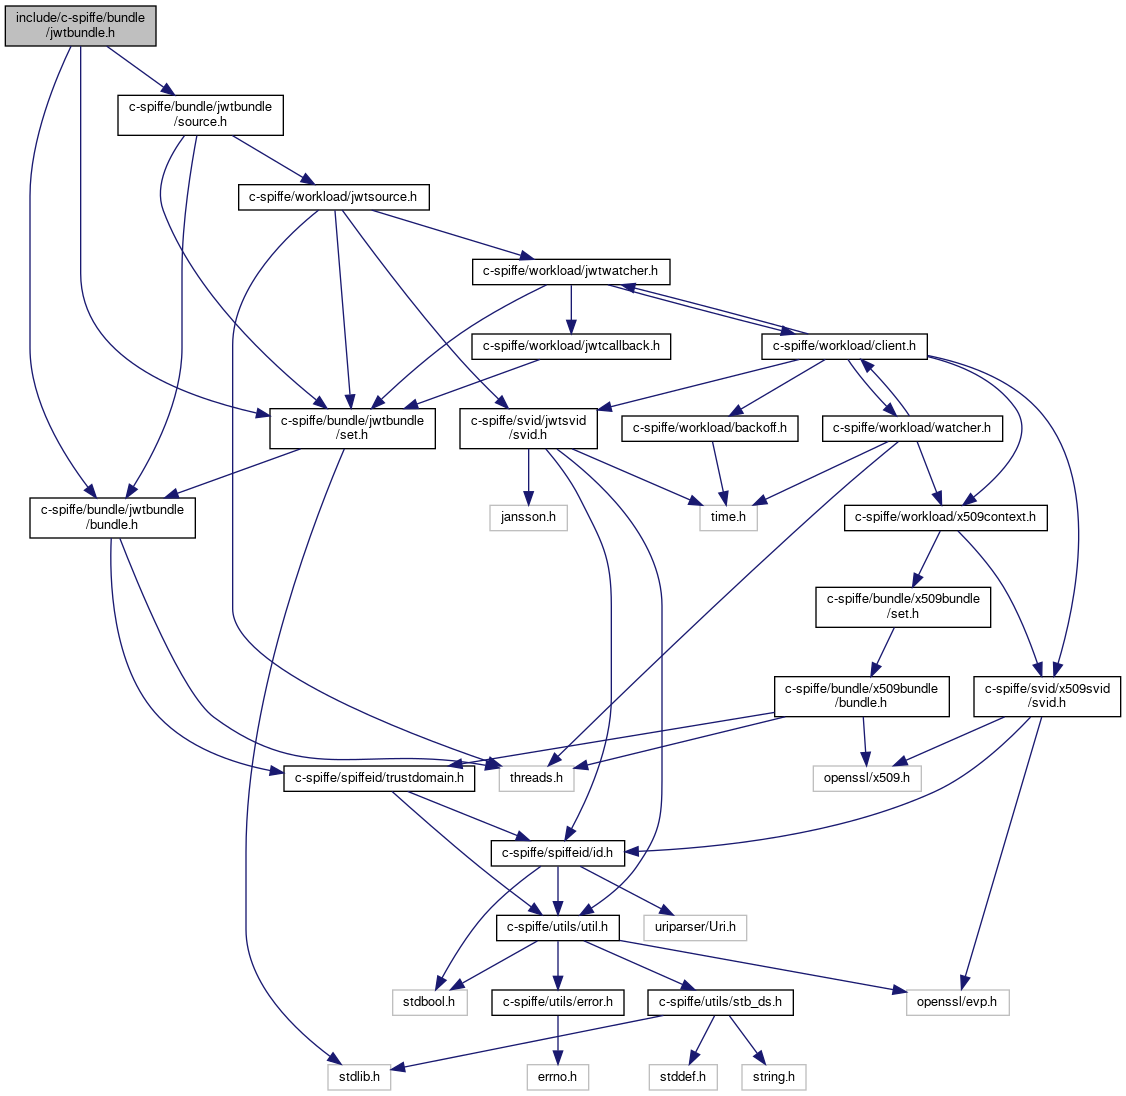 include/c-spiffe/bundle
/jwtbundle.h
c-spiffe/bundle/jwtbundle
/source.h
c-spiffe/workload/jwtsource.h
c-spiffe/workload/jwtwatcher.h
c-spiffe/workload/jwtcallback.h
c-spiffe/workload/client.h
c-spiffe/bundle/jwtbundle
/set.h
c-spiffe/svid/jwtsvid
/svid.h
c-spiffe/workload/backoff.h
c-spiffe/workload/watcher.h
c-spiffe/bundle/jwtbundle
/bundle.h
jansson.h
time.h
c-spiffe/workload/x509context.h
c-spiffe/bundle/x509bundle
/set.h
c-spiffe/bundle/x509bundle
/bundle.h
c-spiffe/svid/x509svid
/svid.h
c-spiffe/spiffeid/trustdomain.h
threads.h
openssl/x509.h
c-spiffe/spiffeid/id.h
c-spiffe/utils/util.h
uriparser/Uri.h
stdbool.h
c-spiffe/utils/error.h
c-spiffe/utils/stb_ds.h
openssl/evp.h
stdlib.h
errno.h
stddef.h
string.h